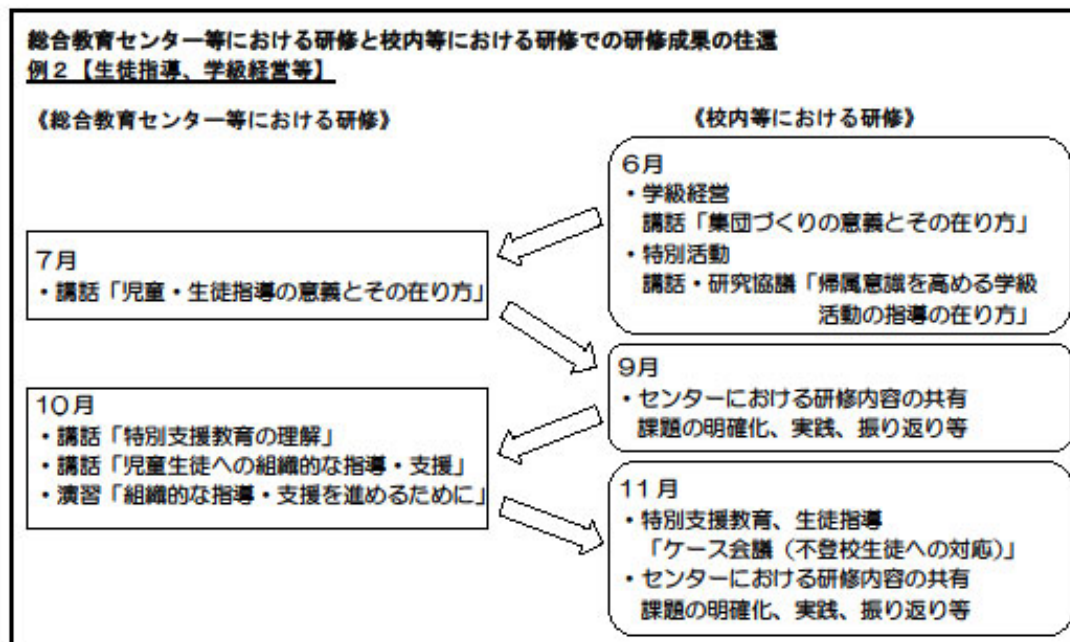 総合教育センター等における研修と校内等における研修での研修成果の往還
例2【生徒指導、学級経営等】
《総合教育センター等における研修》
《校内等における研修》
6月
・学級経営
講話「集団づくりの意義とその在り方」
・特別活動
講話・研究協議「帰属意識を高める学級
活動の指導の在り方」
7月
・講話「児童・生徒指導の意義とその在り方」
9月
・センターにおける研修内容の共有
課題の明確化、実践、振り返り等
10月
・講話「特別支援教育の理解」
・講話「児童生徒への組織的な指導・支援」
・演習「組織的な指導・支援を進めるために」
11月
・特別支援教育、生徒指導
「ケース会議（不登校生徒への対応）」
・センターにおける研修内容の共有
課題の明確化、実践、振り返り等